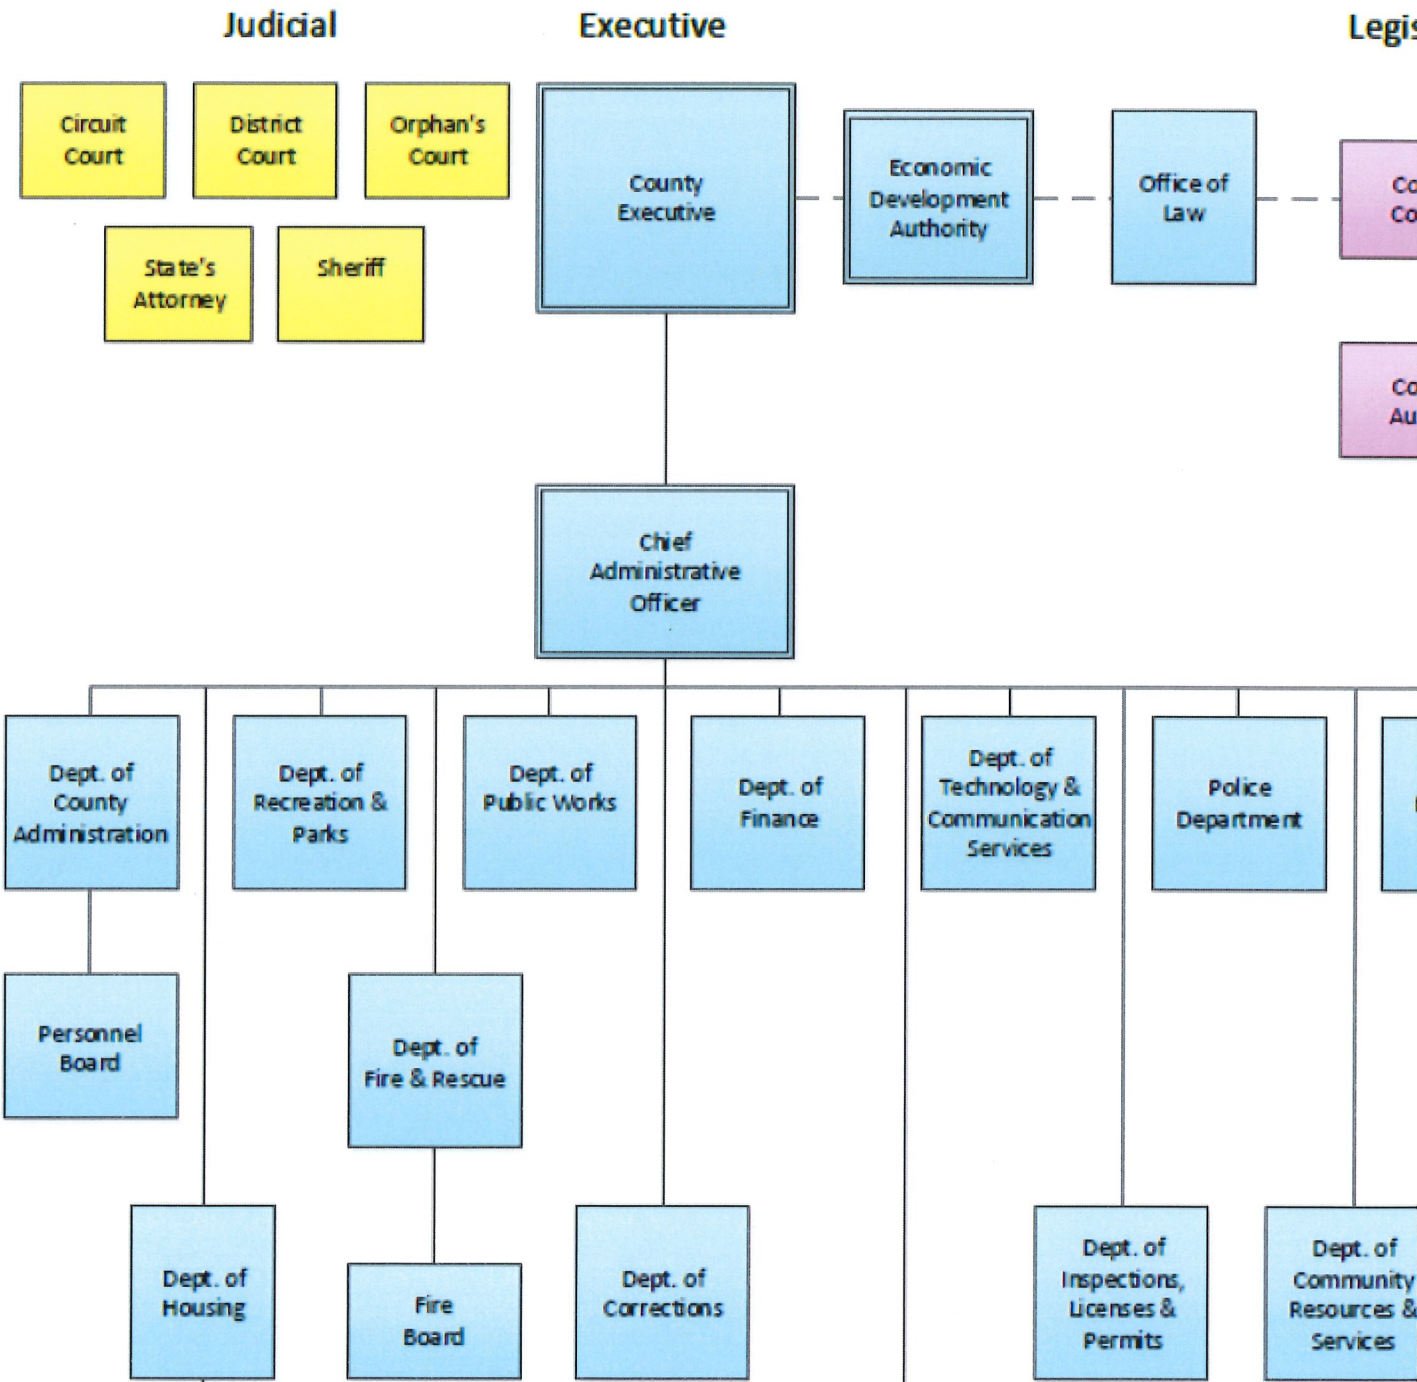 Judicial
Executive
Circuit
Court
District
Court
Orphan's
Court
State's
Attorney
Sheriff
County
Executive
Economic
Development
Authority
Office of
Law
Chief
Administrative
Officer
Dept. of
County
Administration
Dept. of
Recreation &
Parks
Dept. of
Public Works
Dept. of
Finance
Dept. of
Technology &
Communication
Services
Police
Department
Personnel
Board
Dept. of
Fire & Rescue
Dept. of
Housing
Fire
Board
Dept. of
Corrections
Dept. of
Inspections,
Licenses &
Permits
Dept. of
Community
Resources &
Services